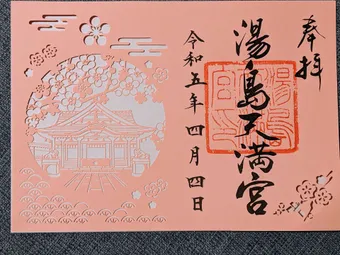 奉拝
湯島天満宮
令和五年四月四日